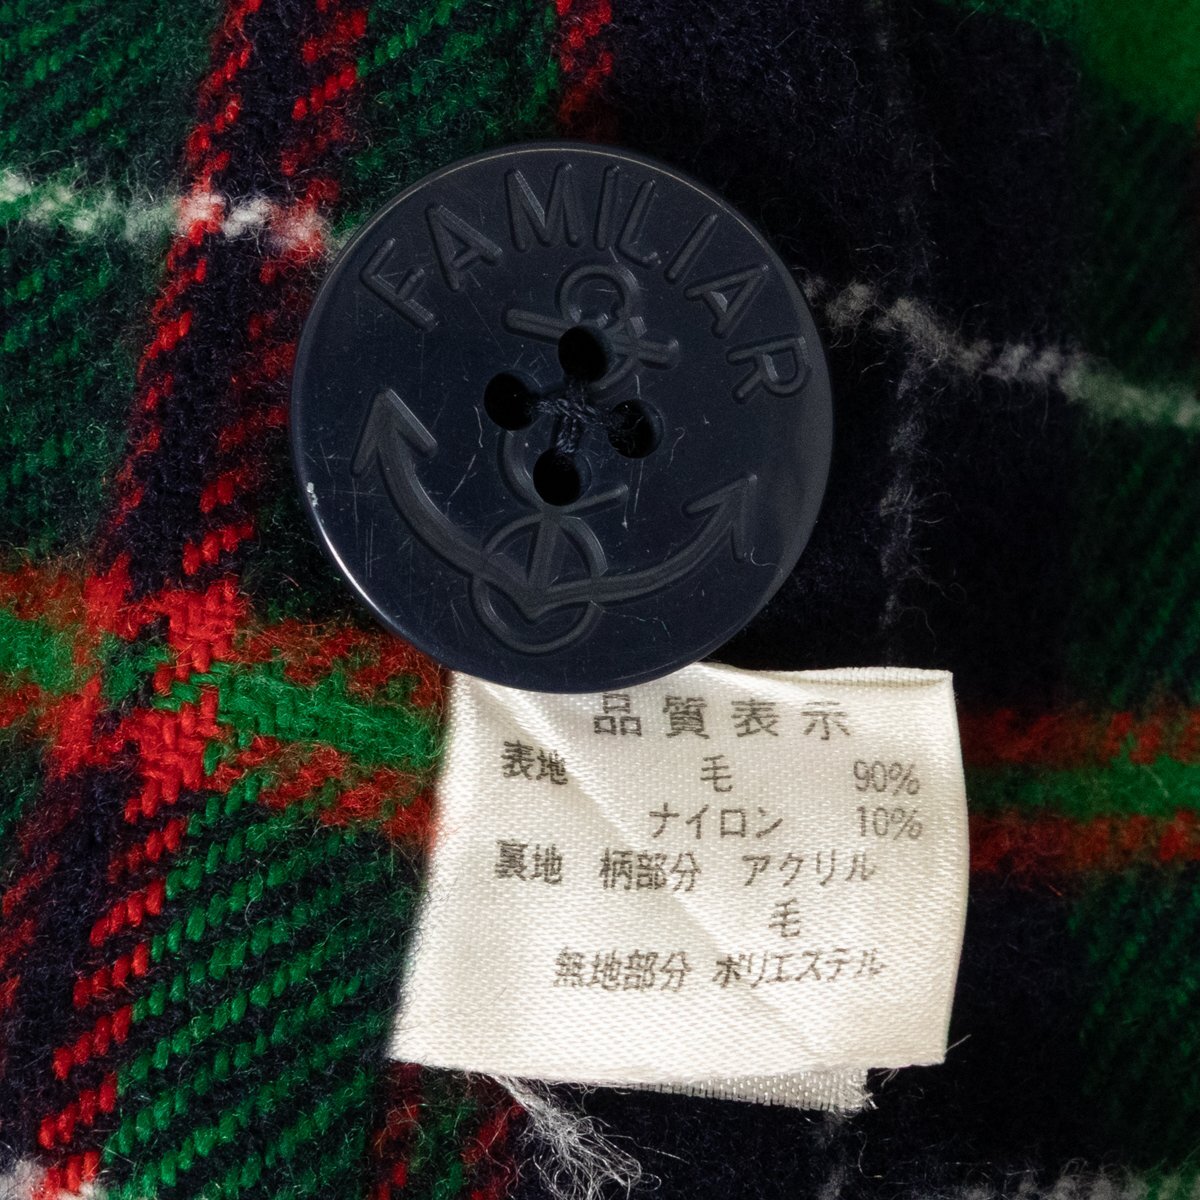 FAMILIAR
品質表示
表地 毛 90%
ナイロン 10%
裏地 柄部分 アクリル
毛
無地部分 ポリエステル